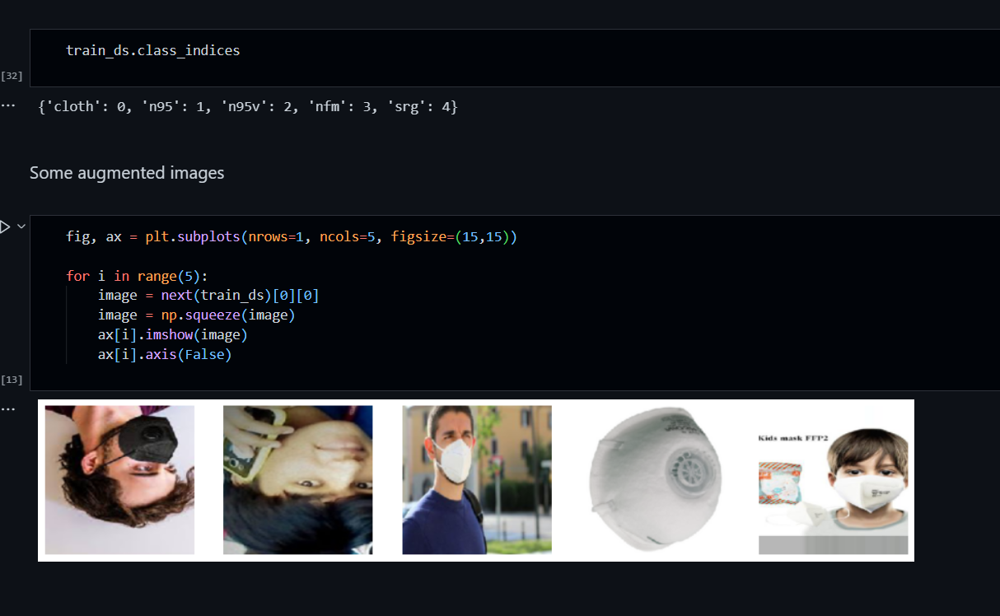 train_ds.class_indices
[32]
... {'cloth': 0, 'n95': 1, 'n95v': 2, 'nfm': 3, 'srg': 4}
Some augmented images
fig, ax = plt.subplots(nrows=1, ncols=5, figsize=(15,15))
for i in range(5):
    image = next(train_ds)[0][0]
    image = np.squeeze(image)
    ax[i].imshow(image)
    ax[i].axis(False)
[13]
...
Kids mask FFP2